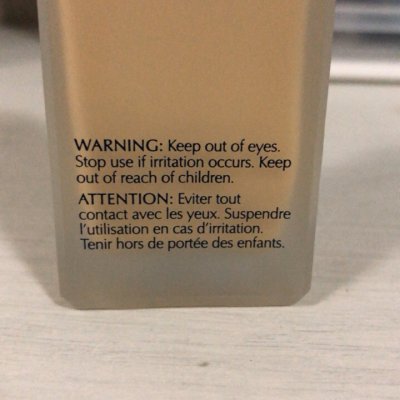 WARNING: Keep out of eyes.
Stop use if irritation occurs. Keep
out of reach of children.
ATTENTION: Eviter tout
contact avec les yeux. Suspendre
l'utilisation en cas d'irritation.
Tenir hors de portée des enfants.